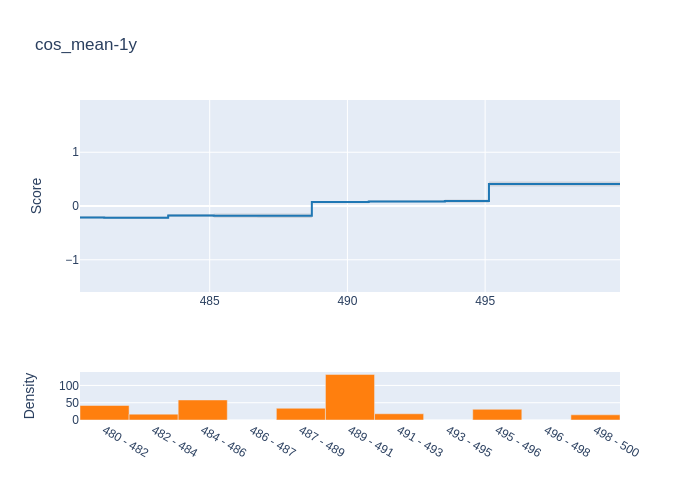 cos_mean-1y
Score
1
0
−1
485
490
495
Density
100
50
0
480 - 482
482 - 484
484 - 486
486 - 487
487 - 489
489 - 491
491 - 493
493 - 495
495 - 496
496 - 498
498 - 500